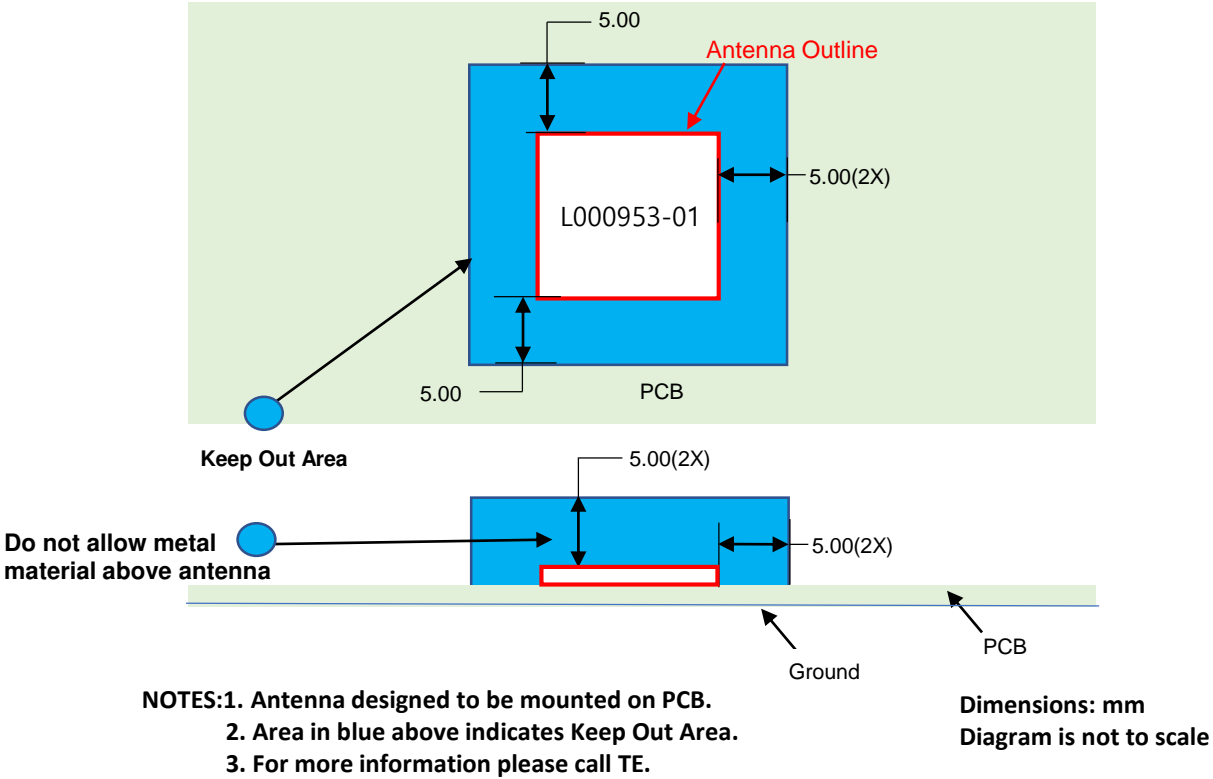 5.00
Antenna Outline
5.00(2X)
L000953-01
5.00
PCB
Keep Out Area
5.00(2X)
Do not allow metal
material above antenna
5.00(2X)
PCB
Ground
NOTES:1. Antenna designed to be mounted on PCB.
2. Area in blue above indicates Keep Out Area.
3. For more information please call TE.
Dimensions: mm
Diagram is not to scale